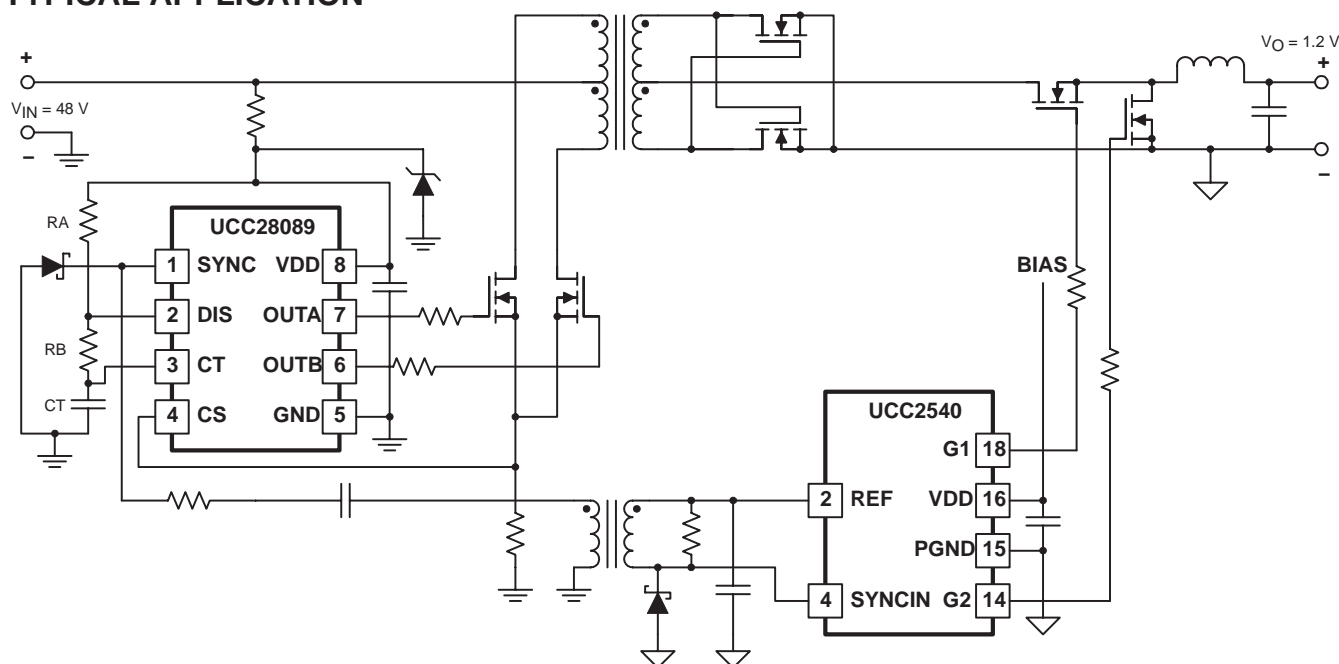 TYPICAL APPLICATION
VO = 1.2 V
+
+
VIN = 48 V
–
–
RA
UCC28089
1 SYNC VDD 8
BIAS
2 DIS OUTA 7
RB
3 CT OUTB 6
CT
4 CS GND 5
UCC2540
G1 18
2 REF VDD 16
PGND 15
4 SYNCIN G2 14